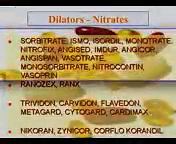 Dilators - Nitrates
SORBITRATE, ISMO, ISORDIL, MONOTRATE,
NITROFIX, ANGISED, IMDUR, ANGICOR,
ANGISPAN, VASOTRATE,
MONOSORBITRATE, NITROCONTIN,
VASOPRIN
RANOZEX, RANX
TRIVIDON, CARVIDON, FLAVEDON,
METAGARD, CYTOGARD, CARDIMAX
NIKORAN, ZYNICOR, CORFLO KORANDIL